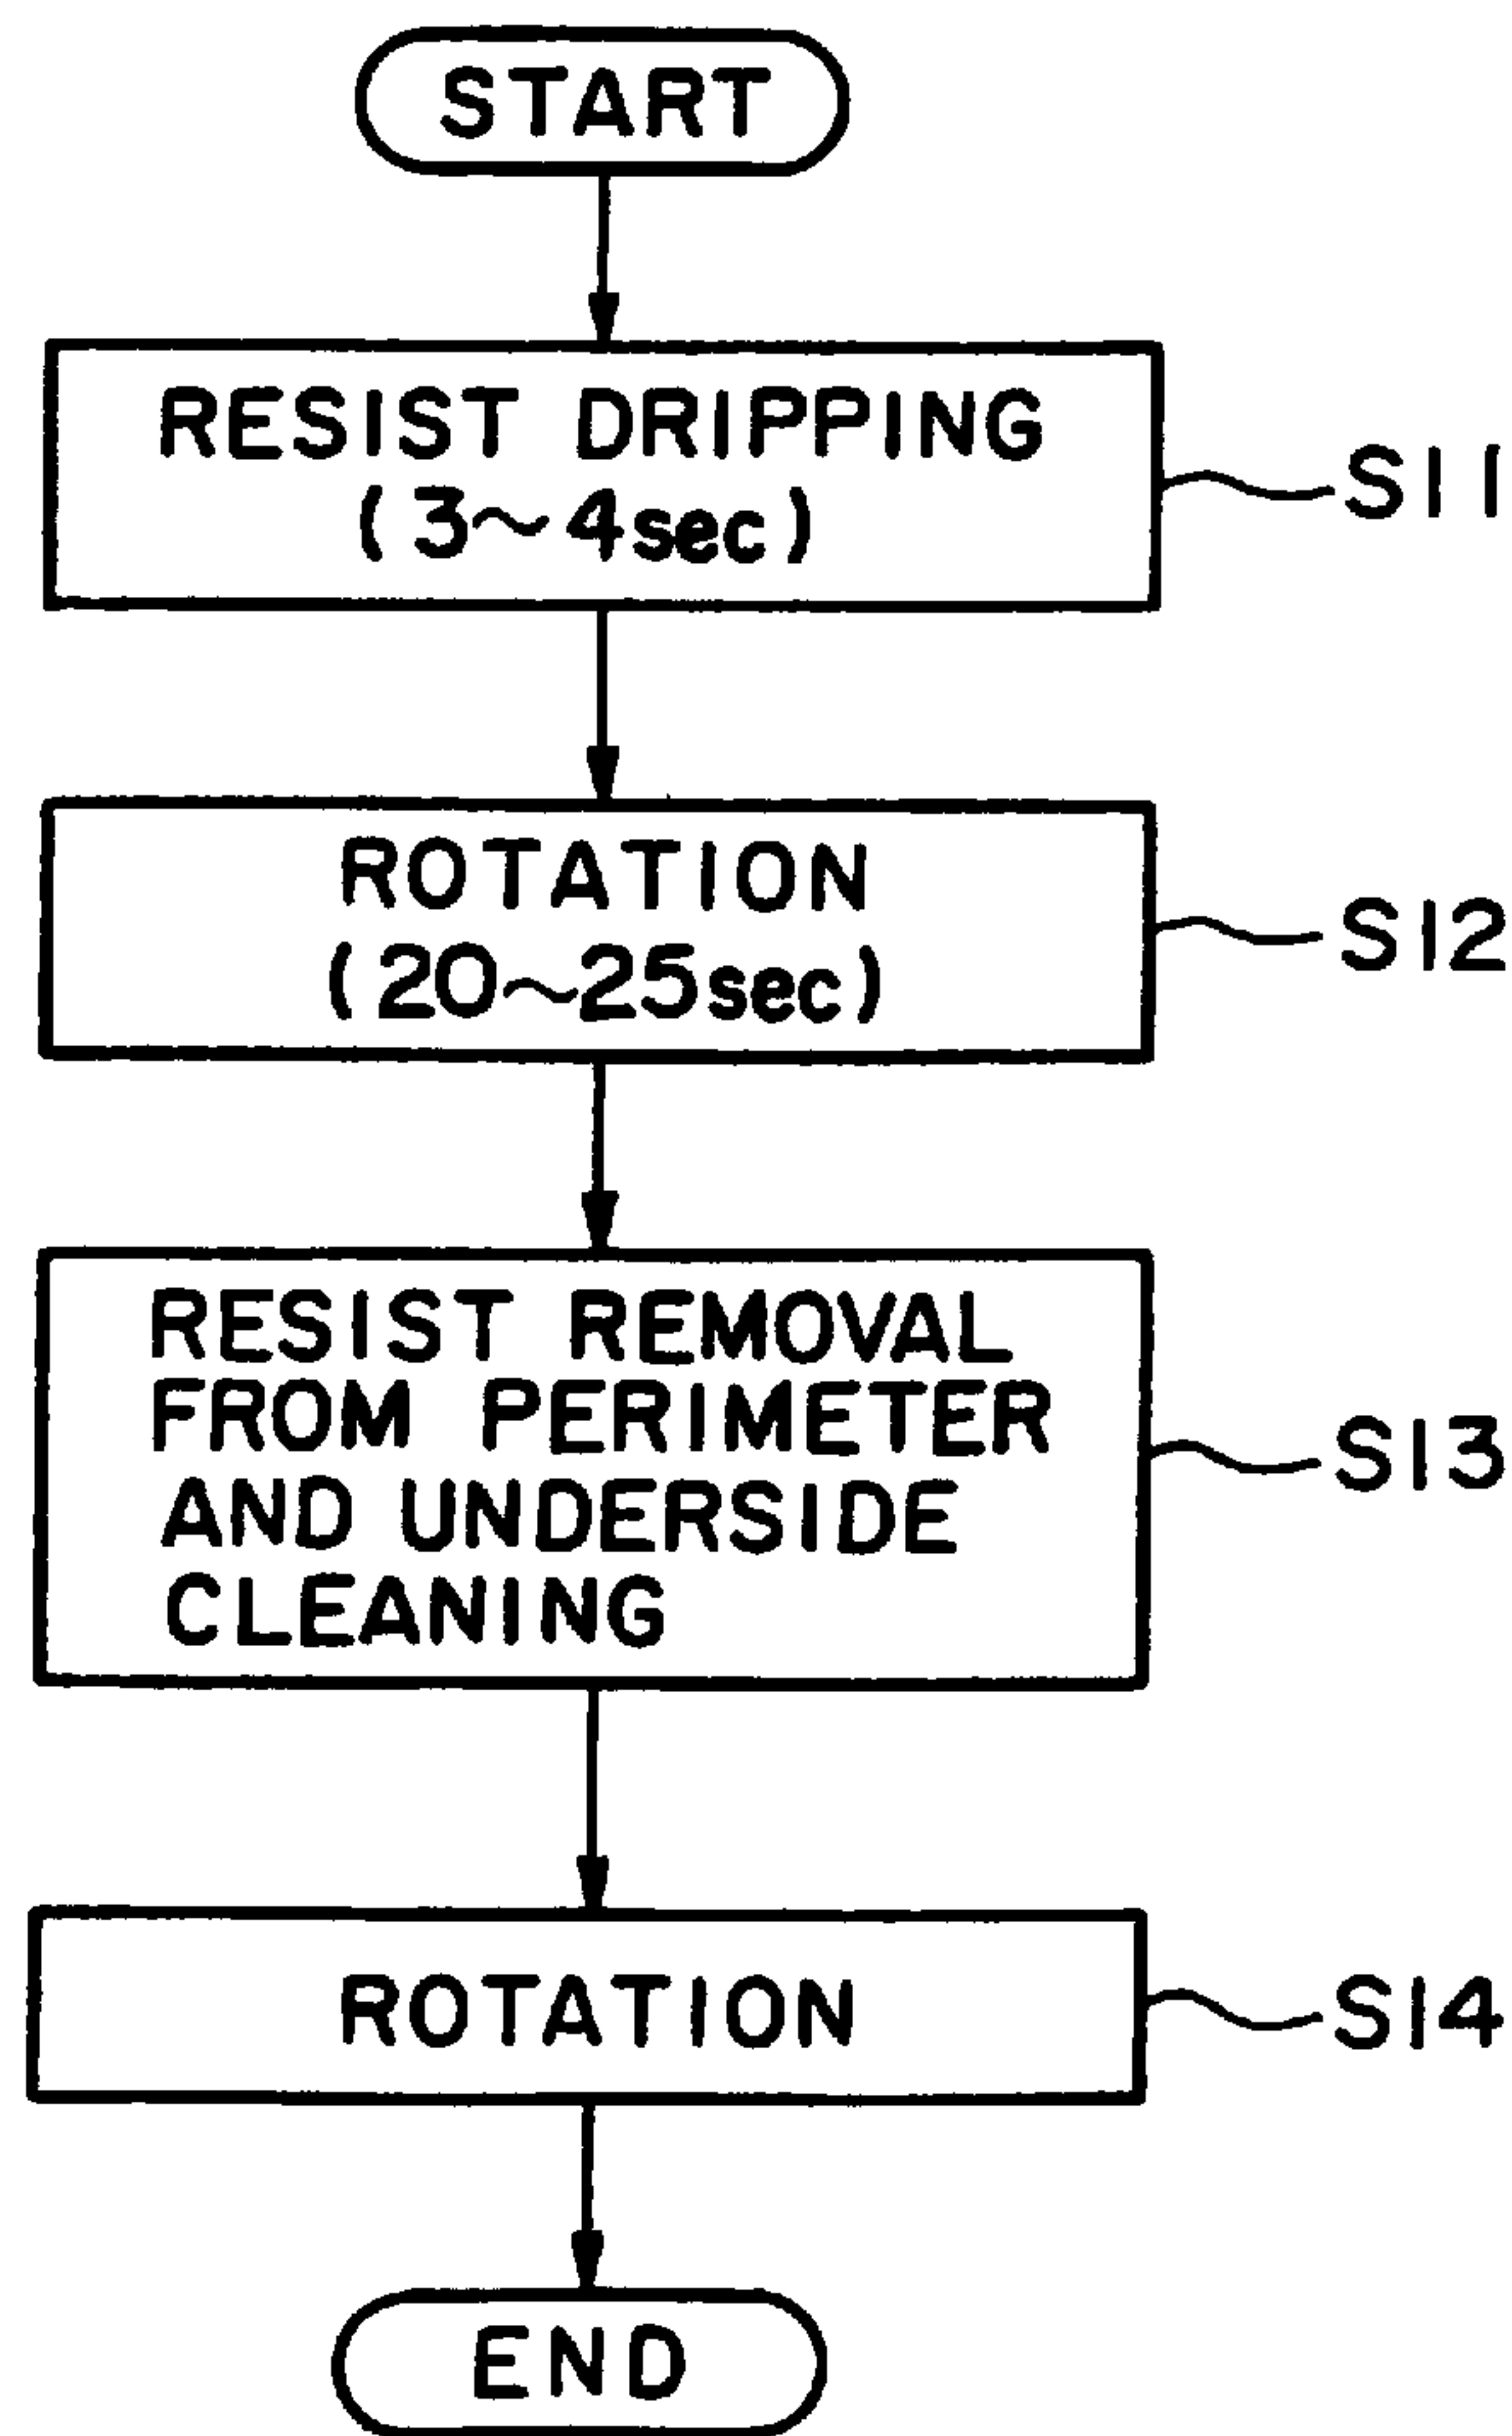 START
RESIST DRIPPING
(3~4sec)
S11
ROTATION
(20~25sec)
S12
RESIST REMOVAL
FROM PERIMETER
AND UNDERSIDE
CLEANING
S13
ROTATION
S14
END